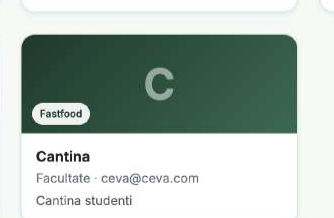 C
Fastfood
Cantina
Facultate · ceva@ceva.com
Cantina studenti